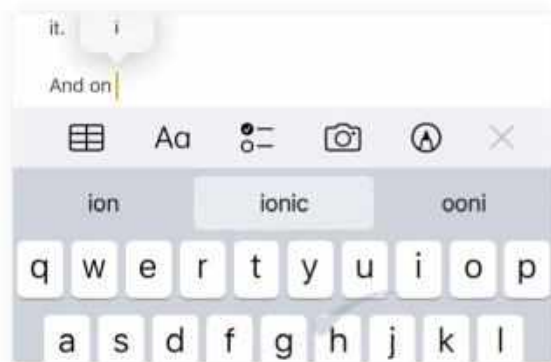 it. i
And on
Aa
ion ionic ooni
q w e r t y u i o p
a s d f g h j k l